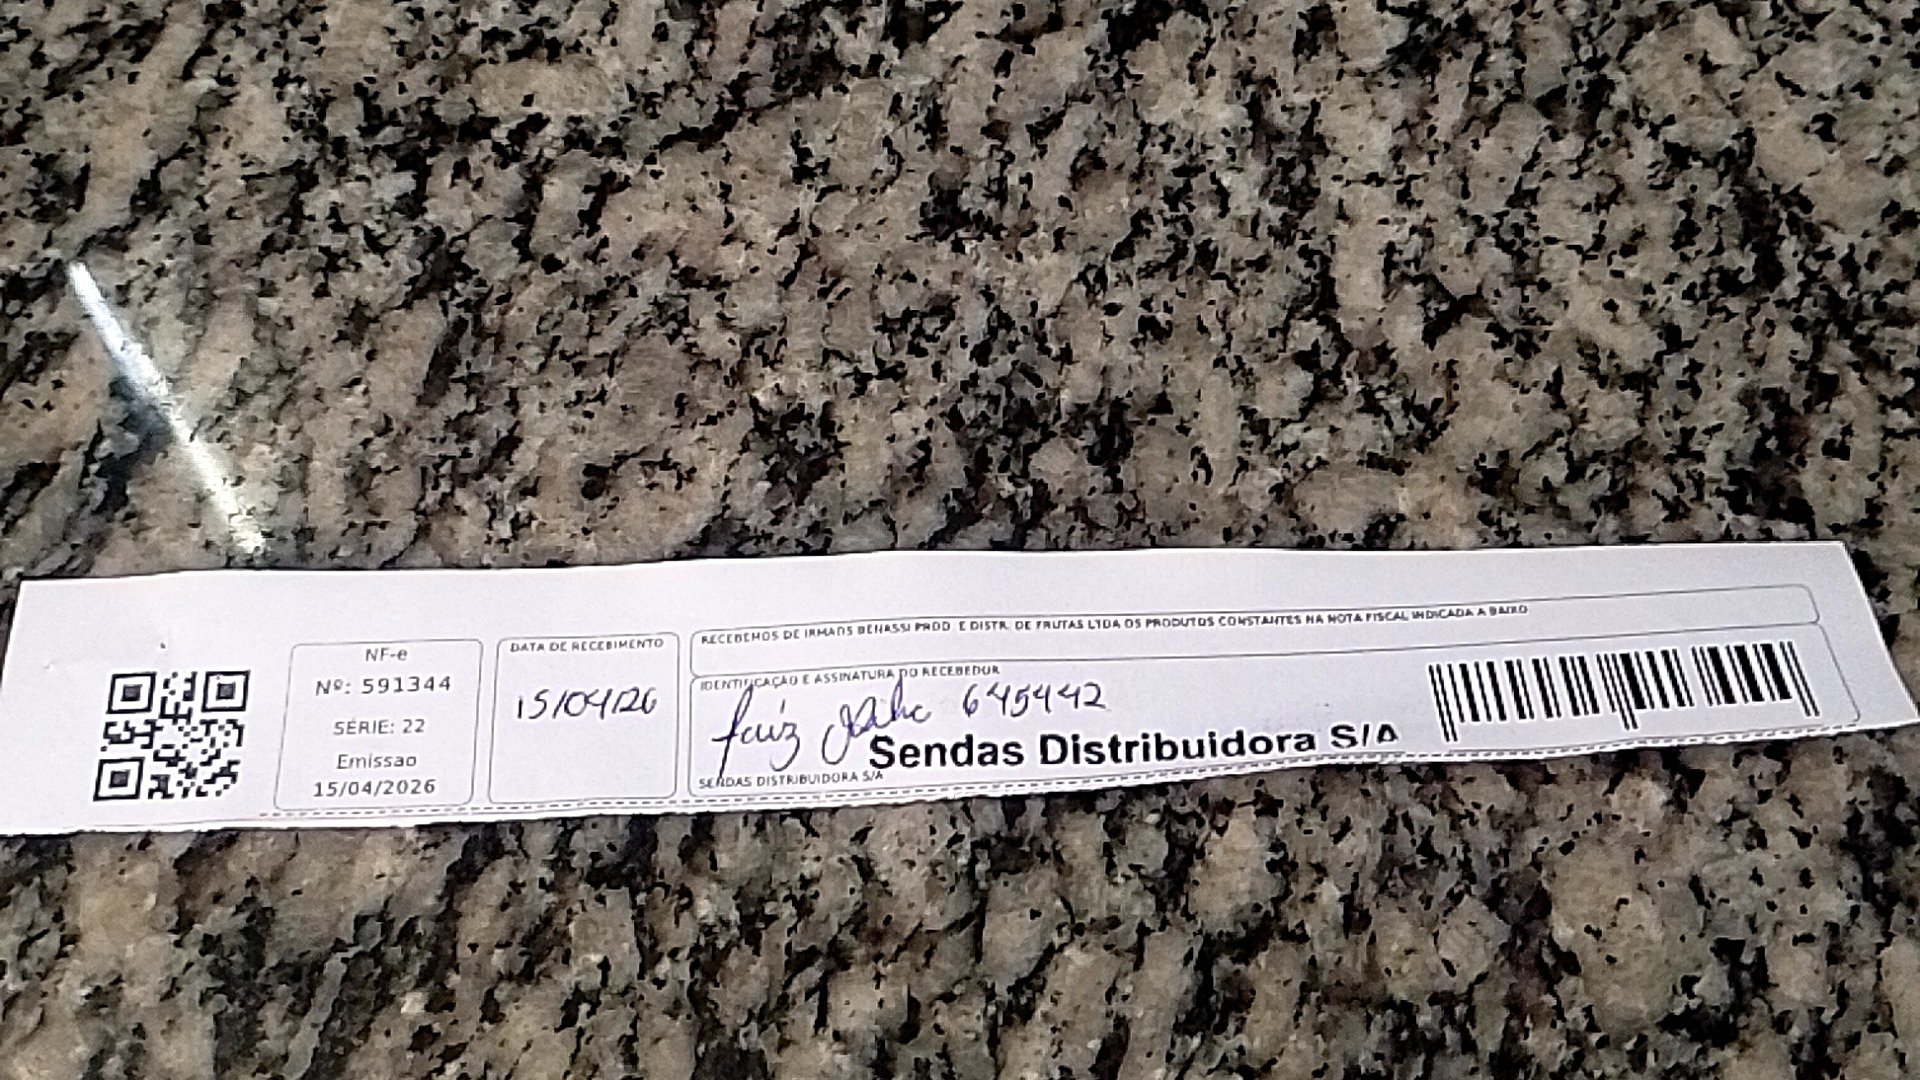 NF-e
Nº: 591344
SÉRIE: 22
Emissao
15/04/2026
DATA DE RECEBIMENTO
15/04/26
RECEBEMOS DE IRMAOS BENASSI PROD. E DISTR. DE FRUTAS LTDA OS PRODUTOS CONSTANTES NA NOTA FISCAL INDICADA A BAIXO
IDENTIFICAÇÃO E ASSINATURA DO RECEBEDOR
645442
Sendas Distribuidora S/A
SENDAS DISTRIBUIDORA S/A